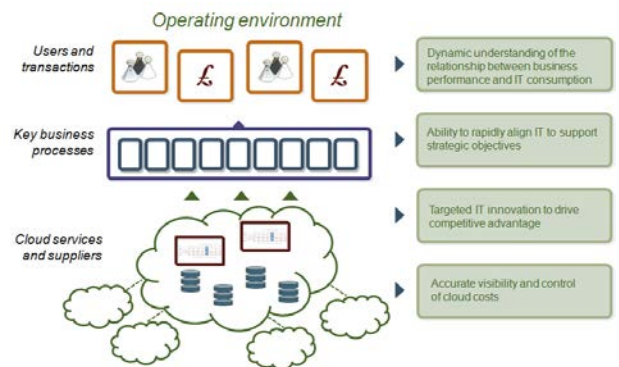 Operating environment
Users and
transactions
£
£
Dynamic understanding of the
relationship between business
performance and IT consumption
Key business
processes
Ability to rapidly align IT to support
strategic objectives
Targeted IT innovation to drive
competitive advantage
Cloud services
and suppliers
Accurate visibility and control
of cloud costs